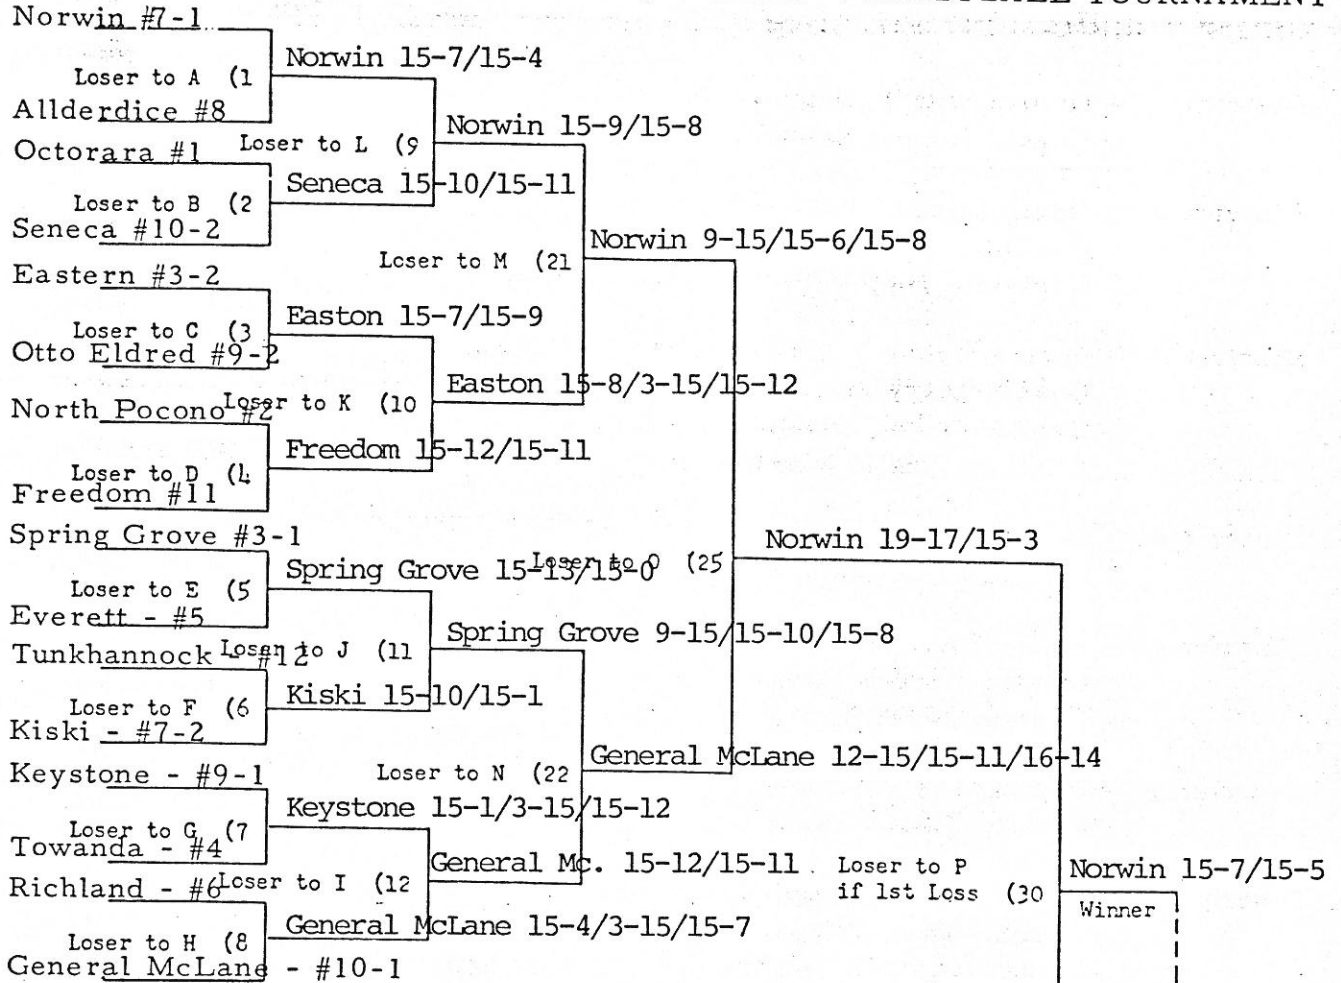 TOURNAMENT
Norwin #7-1
Norwin 15-7/15-4
Loser to A (1
Allderdice #8
Norwin 15-9/15-8
Octorara #1
Loser to L (9
Seneca 15-10/15-11
Loser to B (2
Seneca #10-2
Norwin 9-15/15-6/15-8
Loser to M (21
Eastern #3-2
Easton 15-7/15-9
Loser to C (3
Otto Eldred #9-2
Easton 15-8/3-15/15-12
North Pocono #2
Loser to K (10
Freedom 15-12/15-11
Loser to D (4
Freedom #11
Spring Grove #3-1
Norwin 19-17/15-3
Loser to O (25
Spring Grove 15-13/15-0
Loser to E (5
Everett - #5
Spring Grove 9-15/15-10/15-8
Tunkhannock - #12
Loser to J (11
Kiski 15-10/15-1
Loser to F (6
Kiski - #7-2
General McLane 12-15/15-11/16-14
Keystone - #9-1
Loser to N (22
Keystone 15-1/3-15/15-12
Loser to G (7
Towanda - #4
General Mc. 15-12/15-11
Loser to P
if 1st Loss (30
Norwin 15-7/15-5
Winner
Richland - #6
Loser to I (12
General McLane 15-4/3-15/15-7
Loser to H (8
General McLane - #10-1